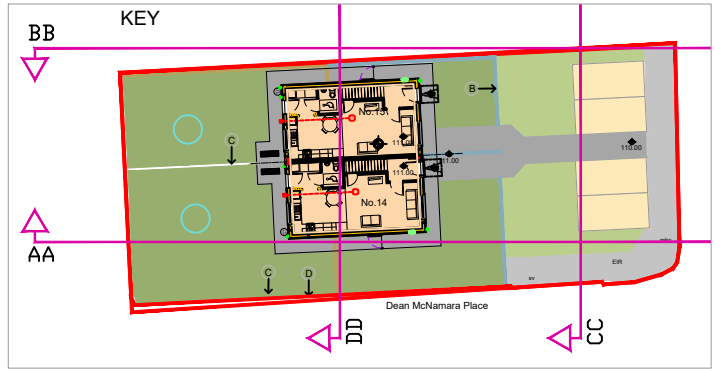 KEY
BB
B
No.15
111.00
110.00
C
111.00
111.00
No.14
AA
EIR
C
D
Dean McNamara Place
DD
CC